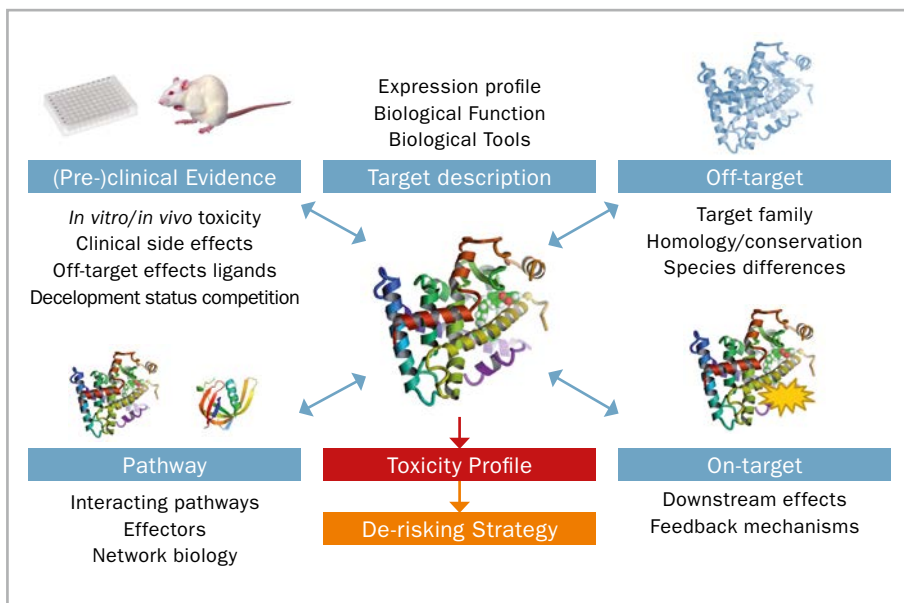 Expression profile
Biological Function
Biological Tools
(Pre-)clinical Evidence
Target description
Off-target
In vitro/in vivo toxicity
Clinical side effects
Off-target effects ligands
Development status competition
Target family
Homology/conservation
Species differences
Pathway
Toxicity Profile
On-target
Interacting pathways
Effectors
Network biology
De-risking Strategy
Downstream effects
Feedback mechanisms